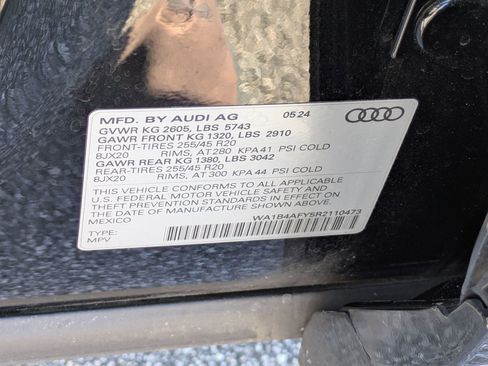 MFD. BY AUDI AG 05 24
GVWR KG 2605, LBS 5743
GAWR FRONT KG 1320, LBS 2910
FRONT-TIRES 255/45 R20
8JX20 RIMS, AT 280 KPA 41 PSI COLD
GAWR REAR KG 1380, LBS 3042
REAR-TIRES 255/45 R20
8JX20 RIMS, AT 300 KPA 44 PSI COLD
THIS VEHICLE CONFORMS TO ALL APPLICABLE
U.S. FEDERAL MOTOR VEHICLE SAFETY AND
THEFT PREVENTION STANDARDS IN EFFECT ON
THE DATE OF MANUFACTURE SHOWN ABOVE.
MEXICO WA1B4AFY5R2110473
TYPE:
MPV